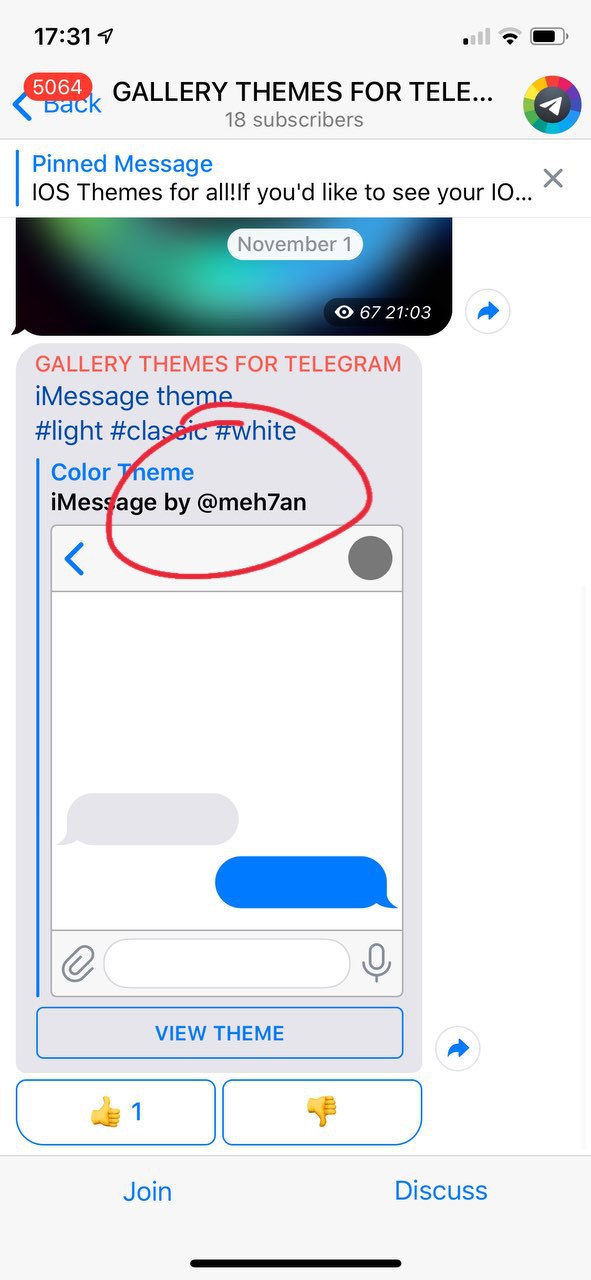 17:31
5064
Back
GALLERY THEMES FOR TELE...
18 subscribers
Pinned Message
IOS Themes for all!If you'd like to see your IO...
November 1
67 21:03
GALLERY THEMES FOR TELEGRAM
iMessage theme
#light #classic #white
Color Theme
iMessage by @meh7an
VIEW THEME
👍 1
👎
Join
Discuss